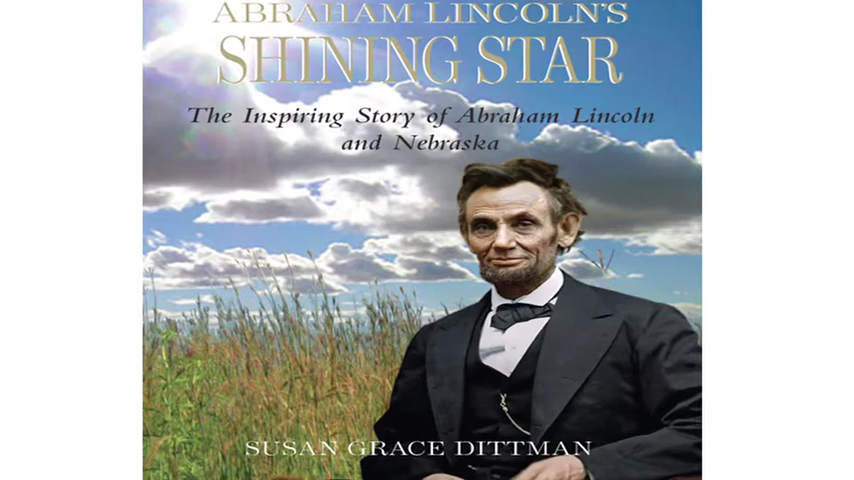 ABRAHAM LINCOLN'S
SHINING STAR
The Inspiring Story of Abraham Lincoln
and Nebraska
SUSAN GRACE DITTMAN